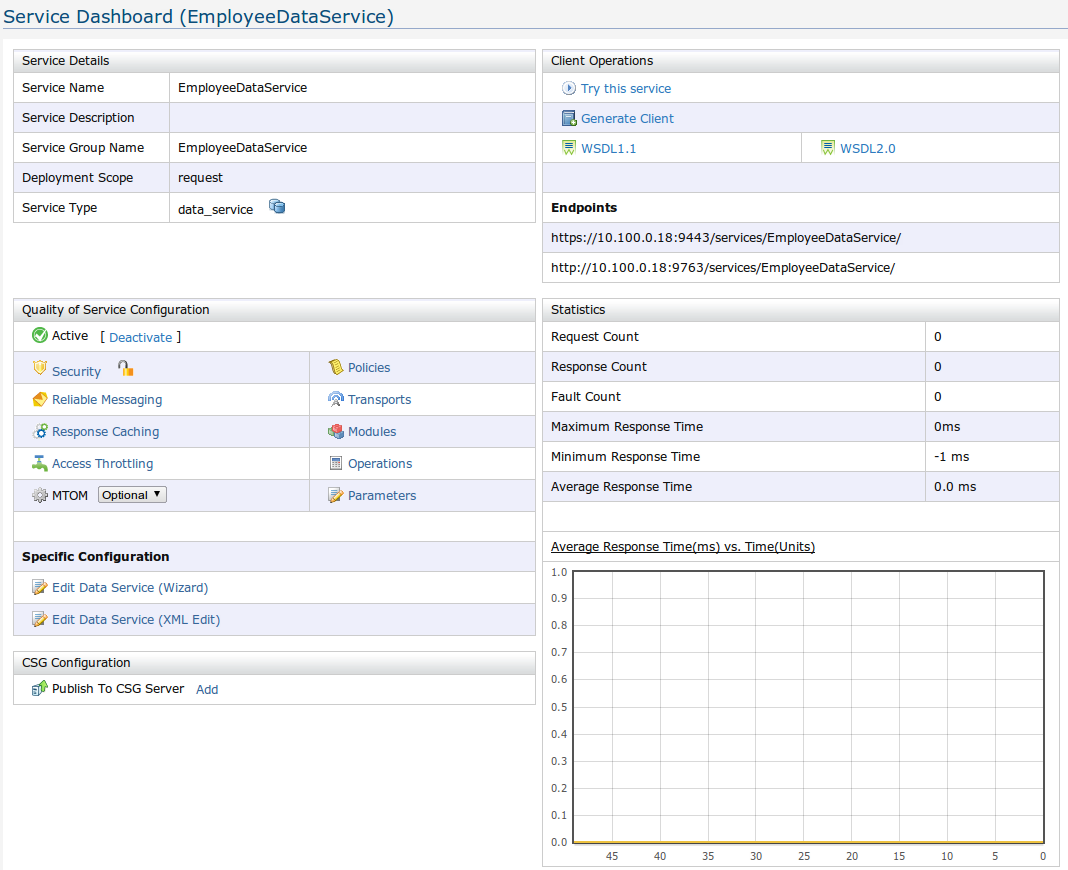 Service Dashboard (EmployeeDataService)
Service Details
Service Name EmployeeDataService
Service Description
Service Group Name EmployeeDataService
Deployment Scope request
Service Type data_service
Client Operations
Try this service
Generate Client
WSDL1.1 WSDL2.0
Endpoints
https://10.100.0.18:9443/services/EmployeeDataService/
http://10.100.0.18:9763/services/EmployeeDataService/
Quality of Service Configuration
Active [ Deactivate ]
Security Policies
Reliable Messaging Transports
Response Caching Modules
Access Throttling Operations
MTOM Optional Parameters
Specific Configuration
Edit Data Service (Wizard)
Edit Data Service (XML Edit)
CSG Configuration
Publish To CSG Server Add
Statistics
Request Count 0
Response Count 0
Fault Count 0
Maximum Response Time 0ms
Minimum Response Time -1 ms
Average Response Time 0.0 ms
Average Response Time(ms) vs. Time(Units)
1.0
0.9
0.8
0.7
0.6
0.5
0.4
0.3
0.2
0.1
0.0
45 40 35 30 25 20 15 10 5 0